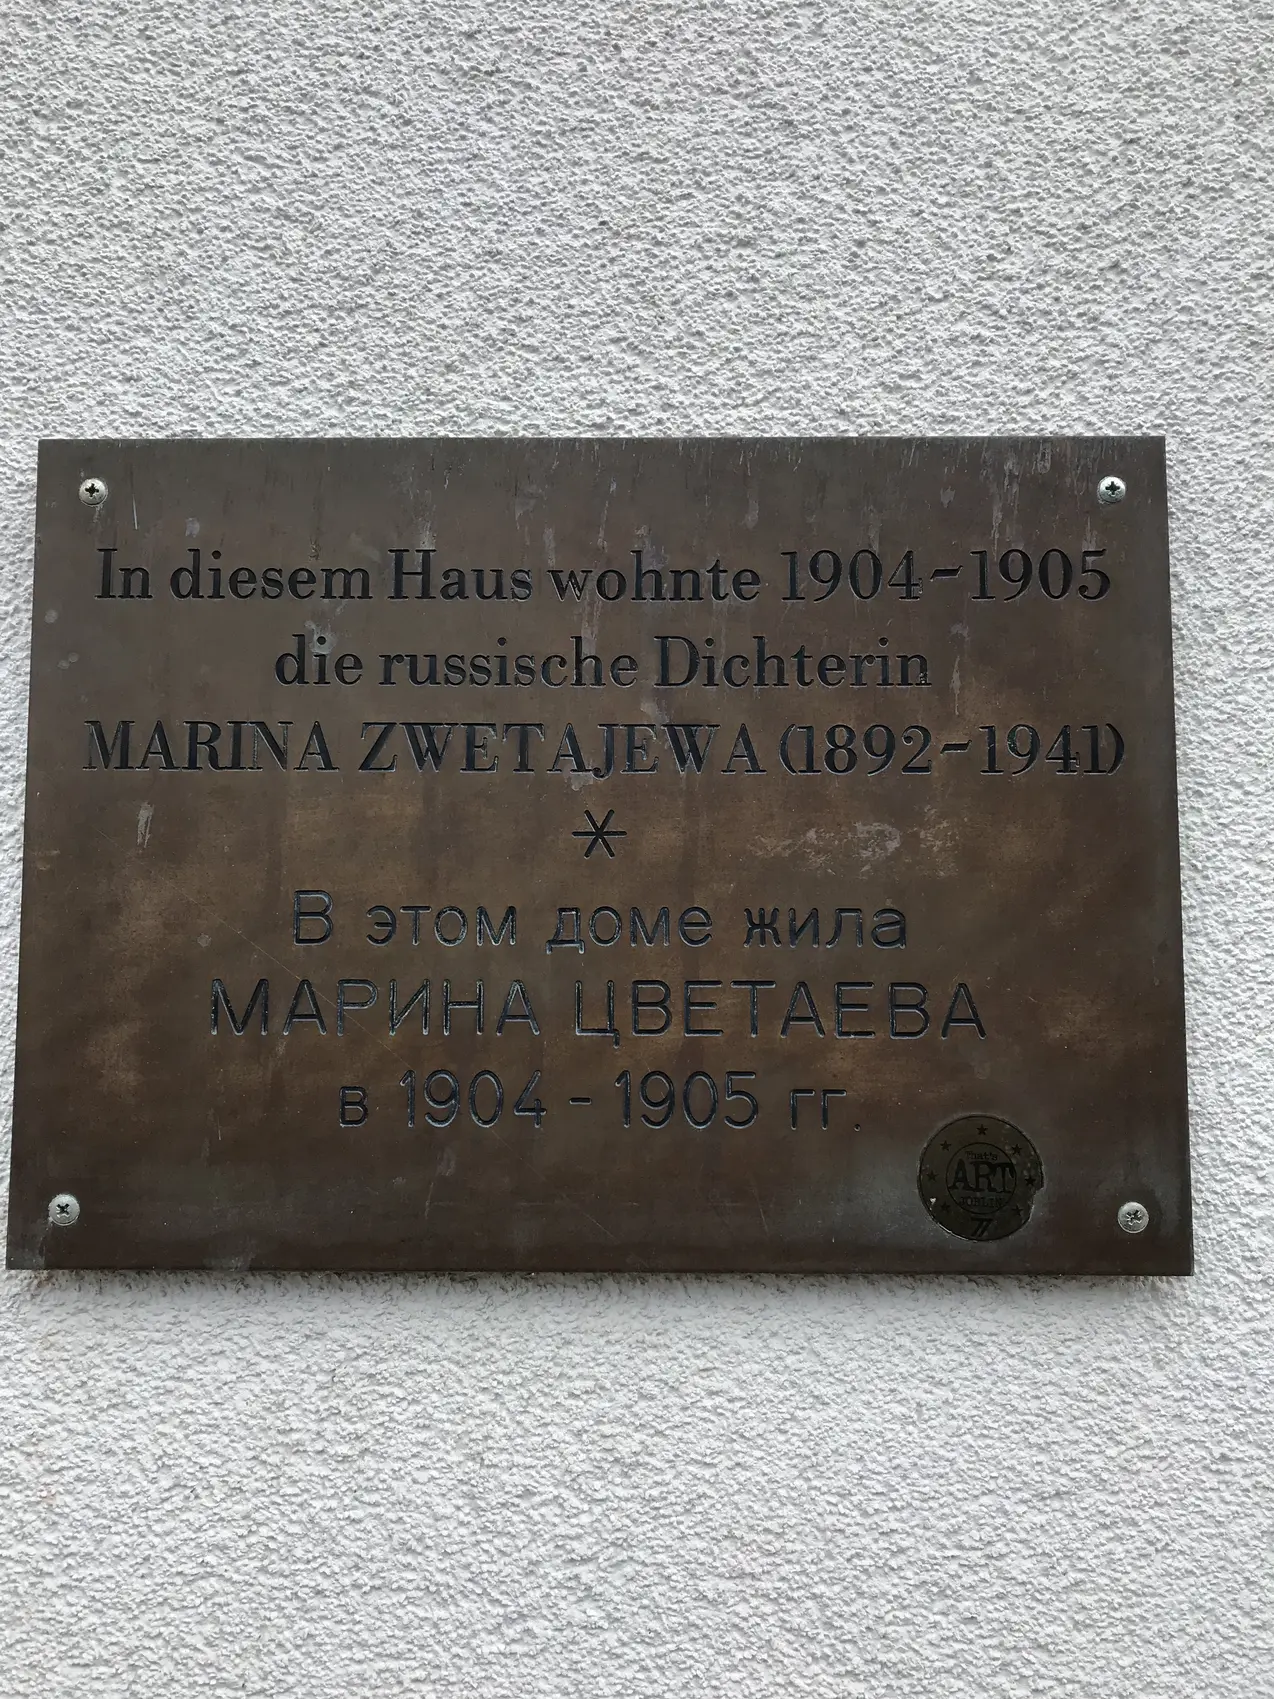 In diesem Haus wohnte 1904-1905
die russische Dichterin
MARINA ZWETAJEWA (1892-1941)
*
В этом доме жила
МАРИНА ЦВЕТАЕВА
в 1904-1905 гг.
That's
ART